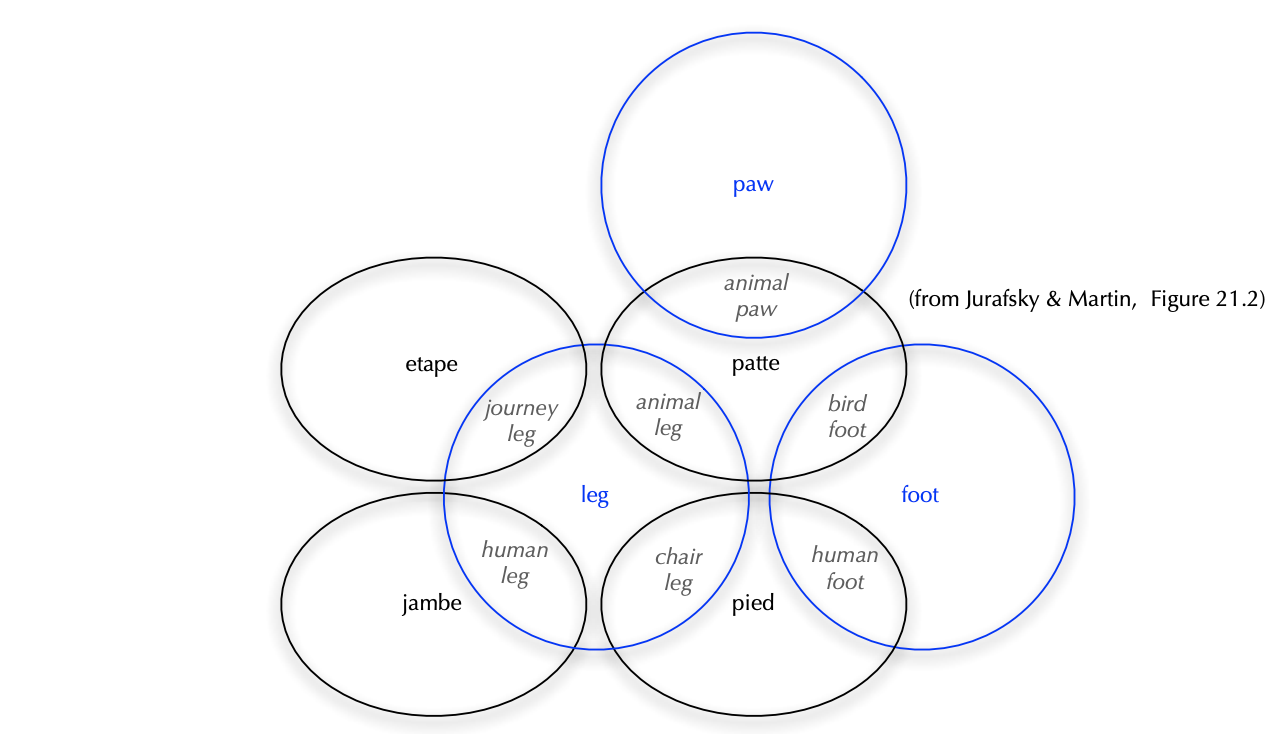 paw
animal
paw
(from Jurafsky & Martin, Figure 21.2)
etape
patte
journey
leg
animal
leg
bird
foot
leg
foot
human
leg
chair
leg
human
foot
jambe
pied